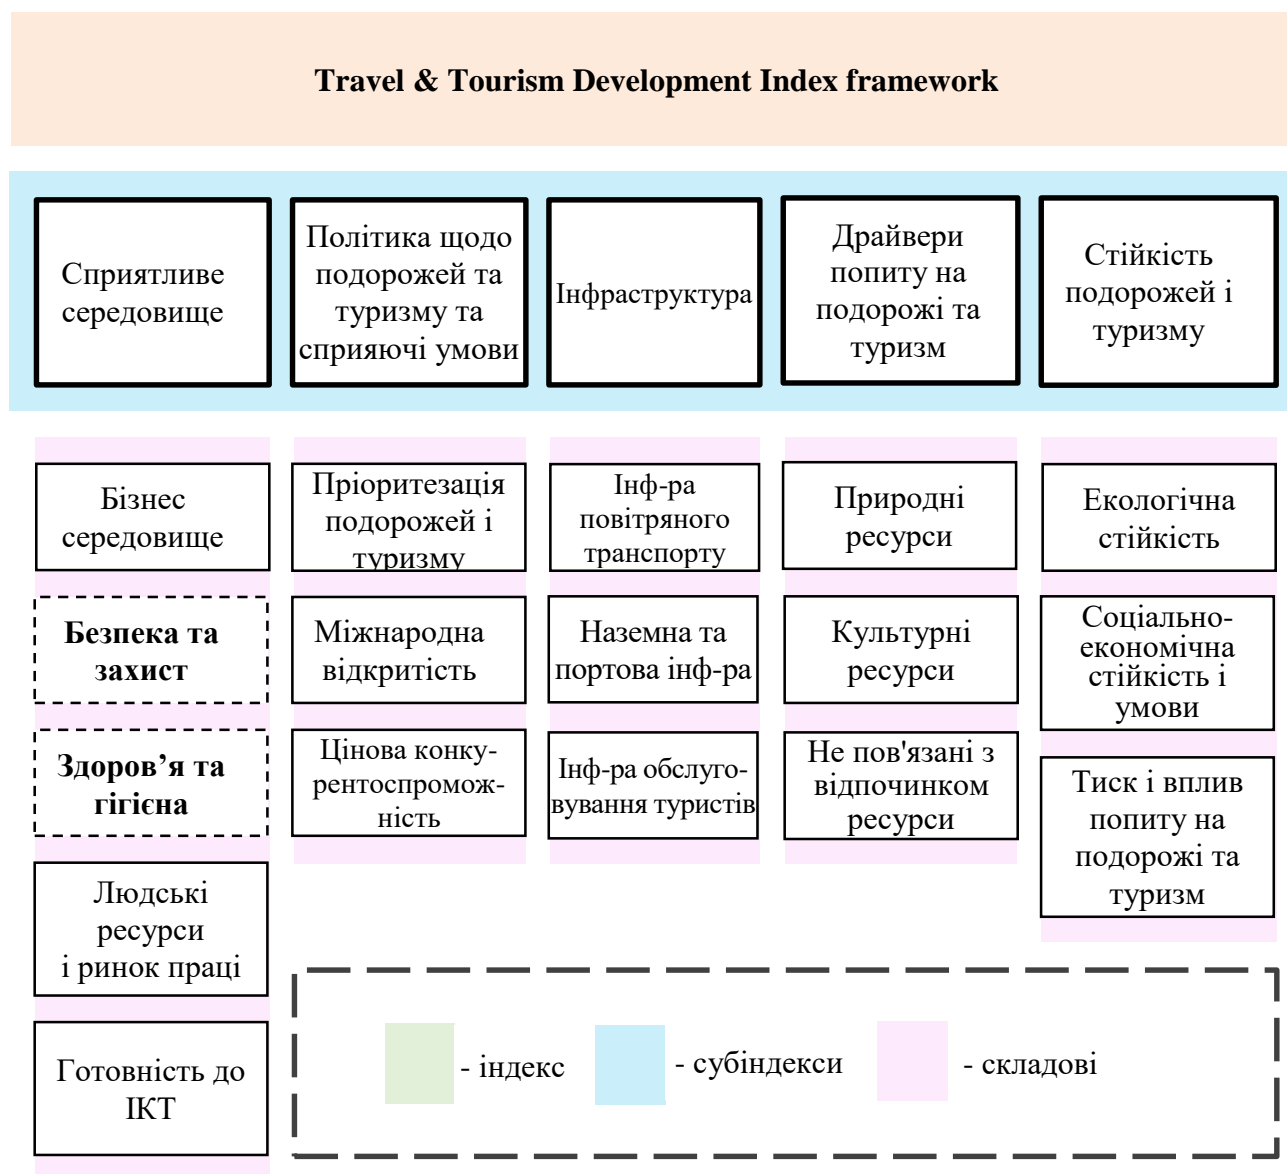 Travel & Tourism Development Index framework
Сприятливе
середовище
Політика щодо
подорожей та
туризму та
сприяючі умови
Інфраструктура
Драйвери
попиту на
подорожі та
туризм
Стійкість
подорожей і
туризму
Бізнес
середовище
Безпека та
захист
Здоров’я та
гігієна
Людські
ресурси
і ринок праці
Готовність до
ІКТ
Пріоритезація
подорожей і
туризму
Міжнародна
відкритість
Цінова конку-
рентоспромож-
ність
Інф-ра
повітряного
транспорту
Наземна та
портова інф-ра
Інф-ра обслуго-
вування туристів
Природні
ресурси
Культурні
ресурси
Не пов'язані з
відпочинком
ресурси
Екологічна
стійкість
Соціально-
економічна
стійкість і
умови
Тиск і вплив
попиту на
подорожі та
туризм
- індекс
- субіндекси
- складові